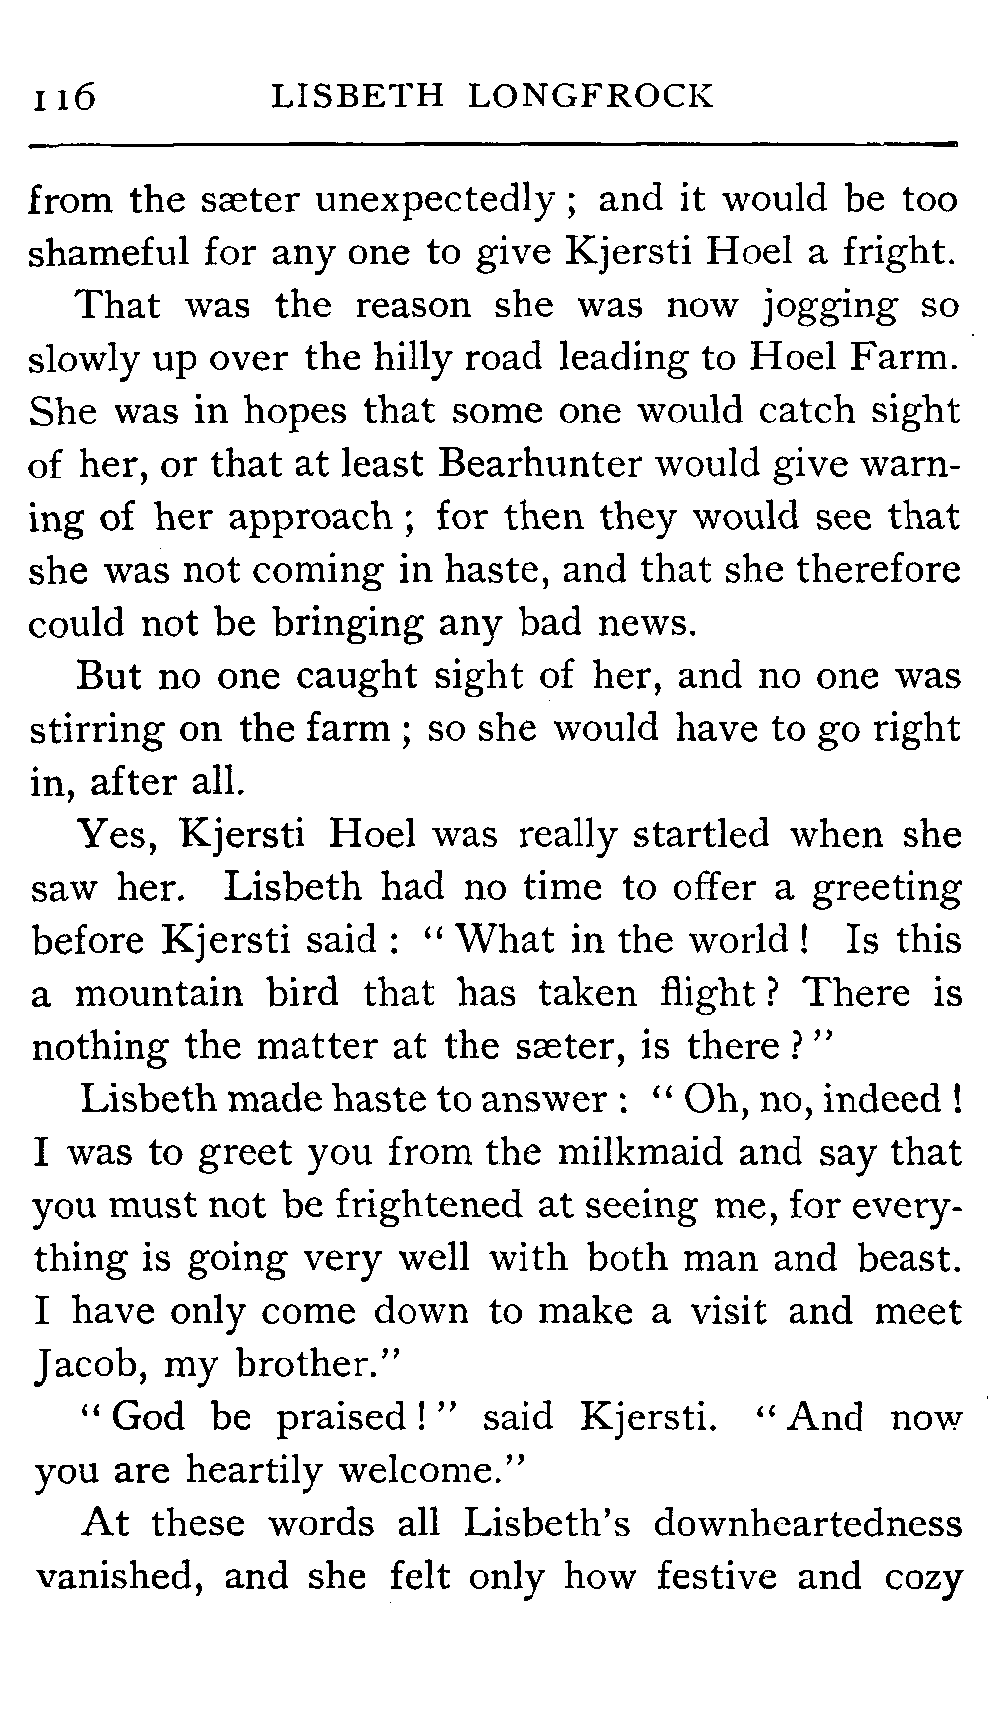 116 LISBETH LONGFROCK
from the sæter unexpectedly ; and it would be too
shameful for any one to give Kjersti Hoel a fright.
That was the reason she was now jogging so
slowly up over the hilly road leading to Hoel Farm.
She was in hopes that some one would catch sight
of her, or that at least Bearhunter would give warn-
ing of her approach ; for then they would see that
she was not coming in haste, and that she therefore
could not be bringing any bad news.
But no one caught sight of her, and no one was
stirring on the farm ; so she would have to go right
in, after all.
Yes, Kjersti Hoel was really startled when she
saw her. Lisbeth had no time to offer a greeting
before Kjersti said : “ What in the world ! Is this
a mountain bird that has taken flight ? There is
nothing the matter at the sæter, is there ? ”
Lisbeth made haste to answer : “ Oh, no, indeed !
I was to greet you from the milkmaid and say that
you must not be frightened at seeing me, for every-
thing is going very well with both man and beast.
I have only come down to make a visit and meet
Jacob, my brother.”
“ God be praised ! ” said Kjersti. “ And now
you are heartily welcome.”
At these words all Lisbeth’s downheartedness
vanished, and she felt only how festive and cozy